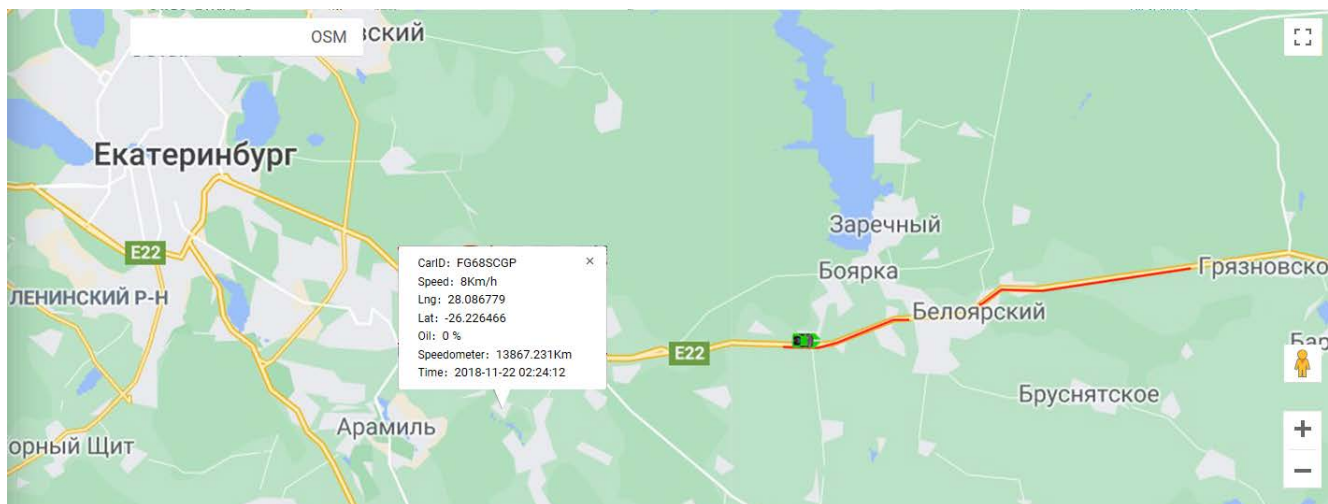 OSM
вский
Екатеринбург
E22
ЛЕНИНСКИЙ Р-Н
CarID: FG68SCGP
×
Speed: 8Km/h
Lng: 28.086779
Lat: -26.226466
Oil: 0 %
Speedometer: 13867.231Km
Time: 2018-11-22 02:24:12
Заречный
Боярка
Грязновско
Белоярский
E22
Бар
Бруснятское
Арамиль
орный Щит
+
−